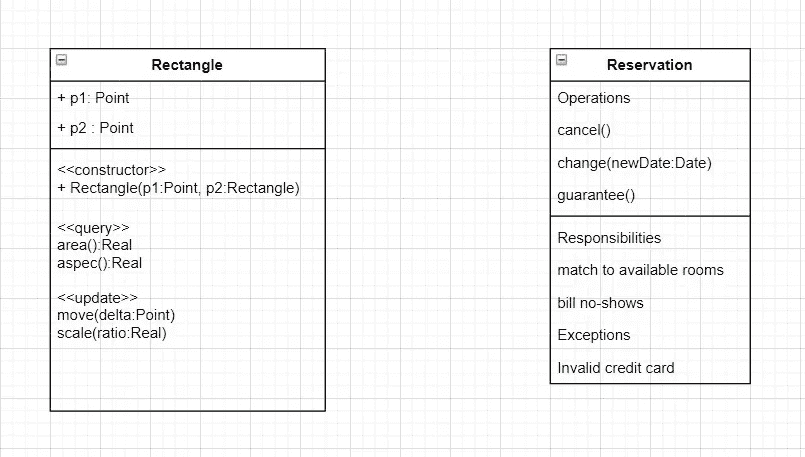 Rectangle
+ p1: Point
+ p2 : Point
<<constructor>>
+ Rectangle(p1:Point, p2:Rectangle)
<<query>>
area():Real
aspec():Real
<<update>>
move(delta:Point)
scale(ratio:Real)
Reservation
Operations
cancel()
change(newDate:Date)
guarantee()
Responsibilities
match to available rooms
bill no-shows
Exceptions
Invalid credit card